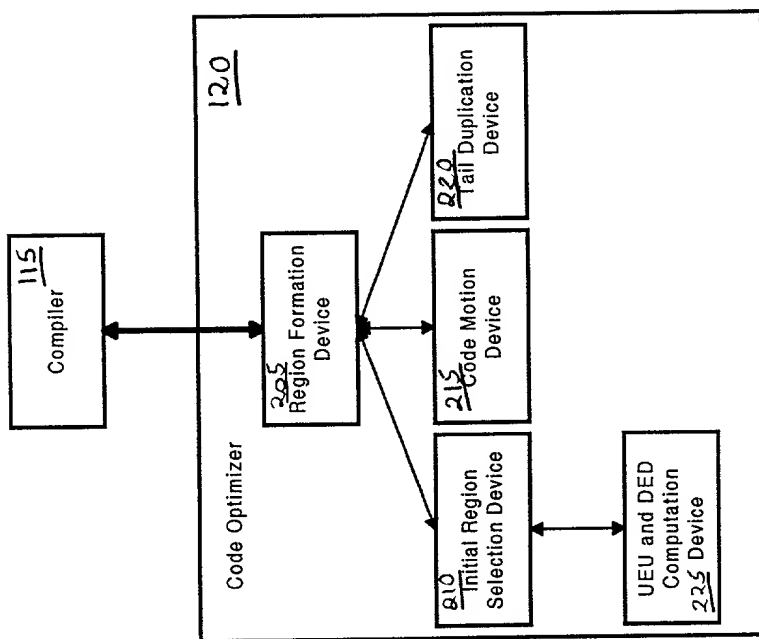 115
Compiler
120
Code Optimizer
205
Region Formation
Device
210
Initial Region
Selection Device
215
Code Motion
Device
220
Tail Duplication
Device
UEU and DED
Computation
225 Device